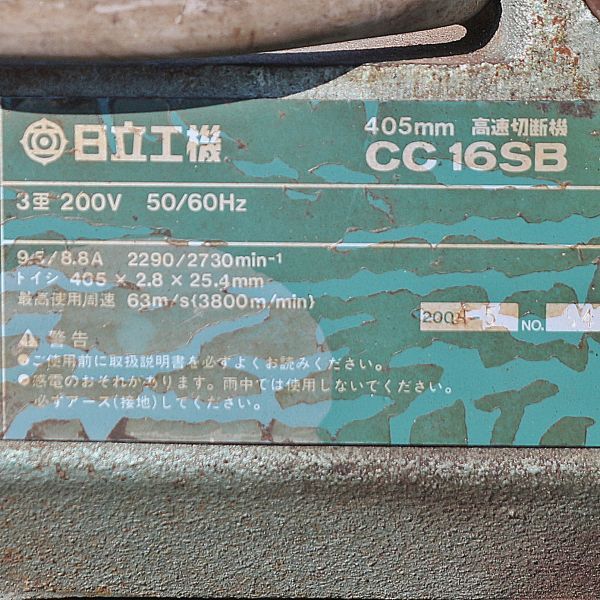 日立工機
405mm 高速切断機
CC16SB
3相 200V 50/60Hz
9.5/8.8A 2290/2730min-1
トイシ 405 × 2.8 × 25.4mm
最高使用周速 63m/s{3800m/min}
200 -5 NO. 4
警告
●ご使用前に取扱説明書を必ずよくお読みください。
●感電のおそれがあります。雨中では使用しないでください。
必ずアース(接地)してください。